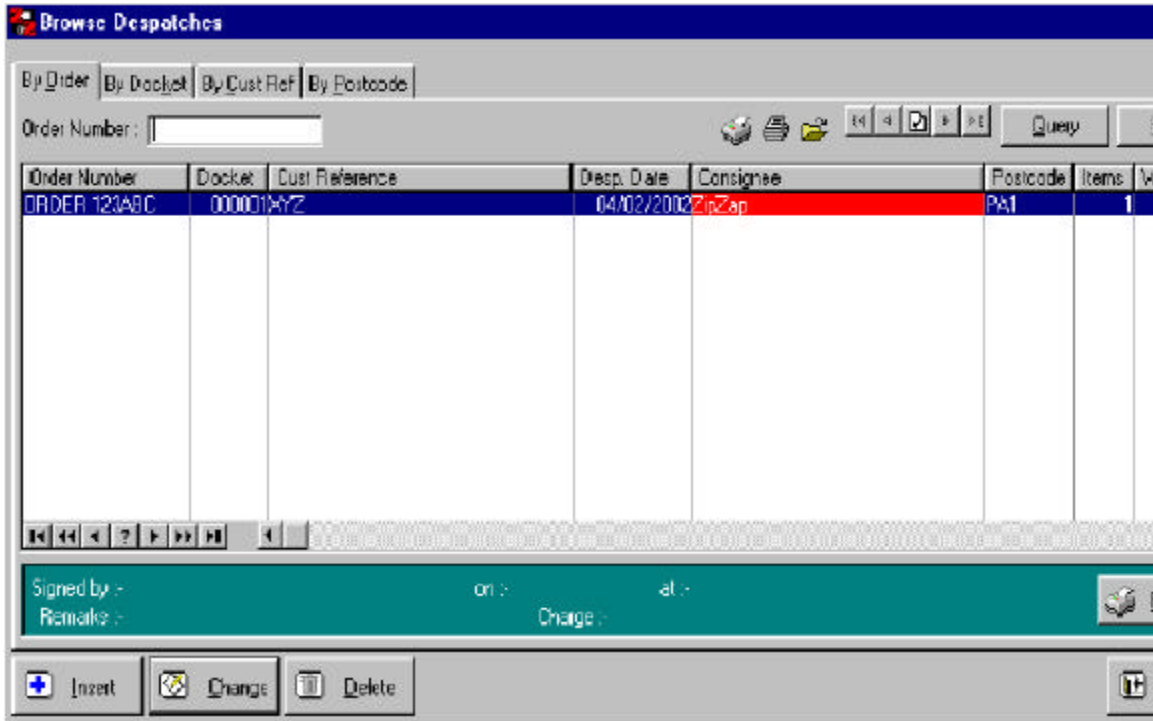 Browse Despatches
By Order By Docket By Cust Ref By Postcode
Order Number : Query
Order Number Docket Cust Reference Desp. Date Consignee Postcode Items
ORDER 123ABC 000001 XYZ 04/02/2002 ZipZap PA1 1
?
Signed by :- on :- at :-
Remarks :- Charge :-
Insert Change Delete